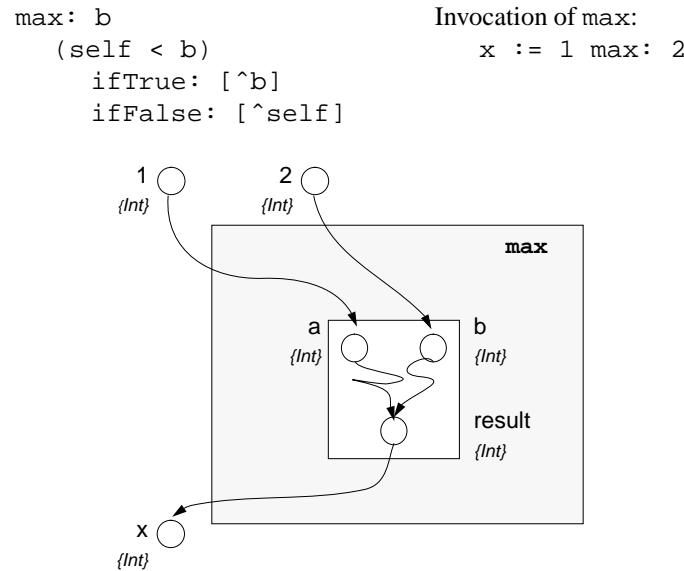 max: b
(self < b)
ifTrue: [^b]
ifFalse: [^self]
Invocation of max:
x := 1 max: 2
1
{Int}
2
{Int}
max
a
{Int}
b
{Int}
result
{Int}
x
{Int}